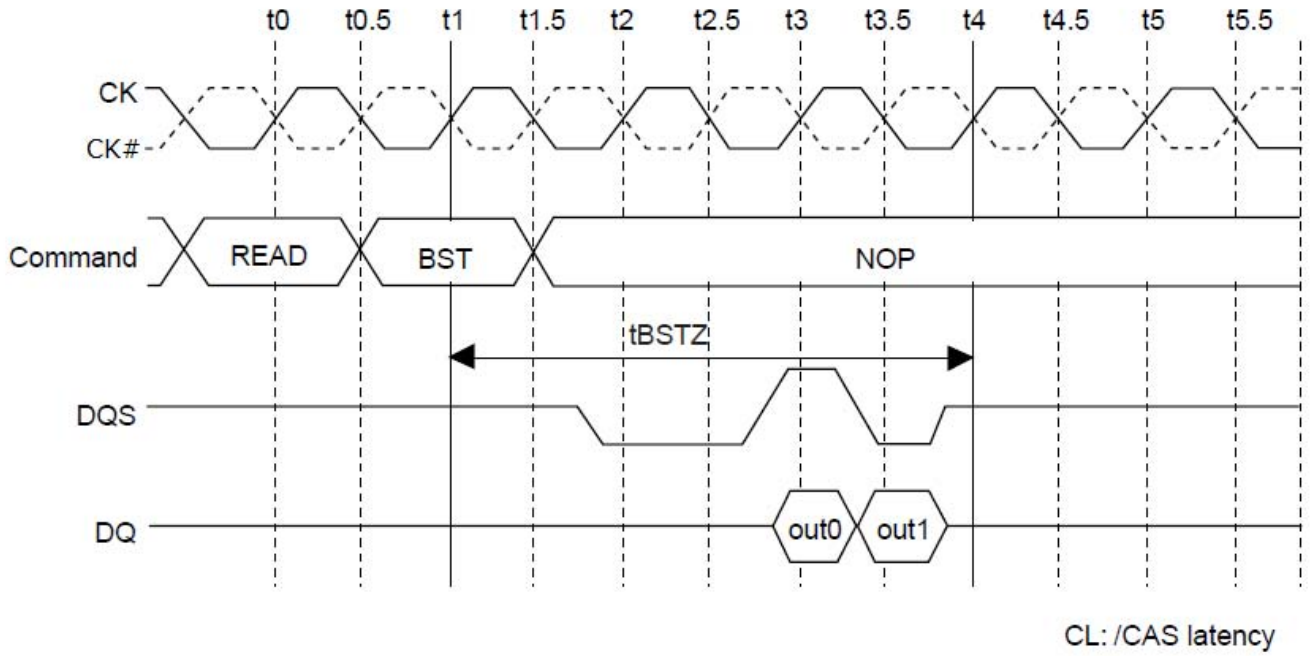 t0 t0.5 t1 t1.5 t2 t2.5 t3 t3.5 t4 t4.5 t5 t5.5
CK
CK#
Command READ BST NOP
tBSTZ
DQS
DQ out0 out1
CL: /CAS latency